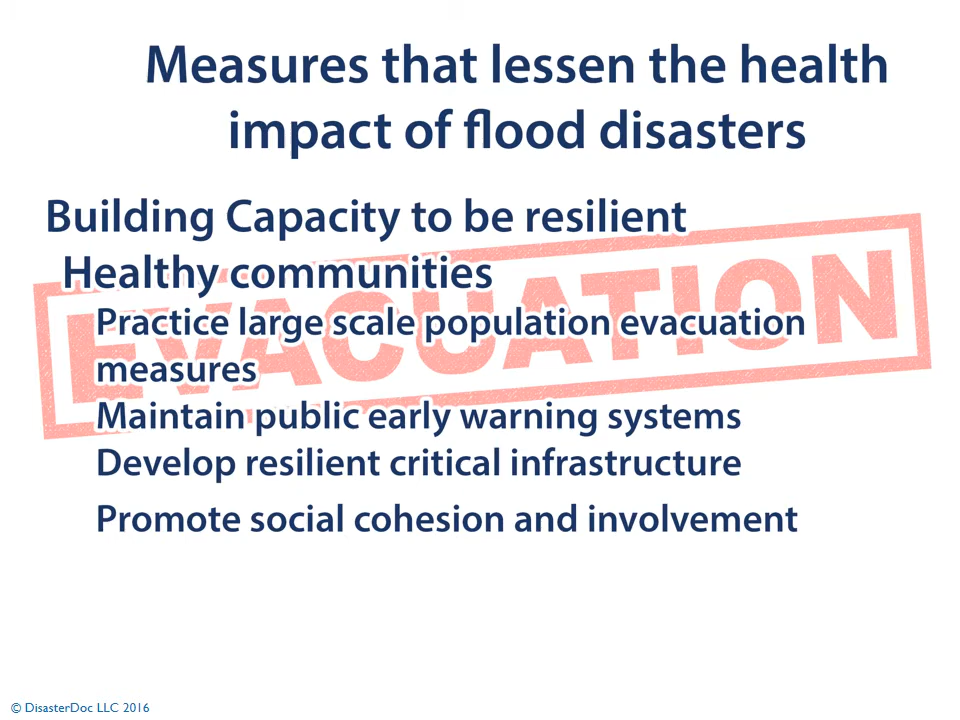 Measures that lessen the health
impact of flood disasters
Building Capacity to be resilient
Healthy communities
EVACUATION
Practice large scale population evacuation
measures
Maintain public early warning systems
Develop resilient critical infrastructure
Promote social cohesion and involvement
© DisasterDoc LLC 2016